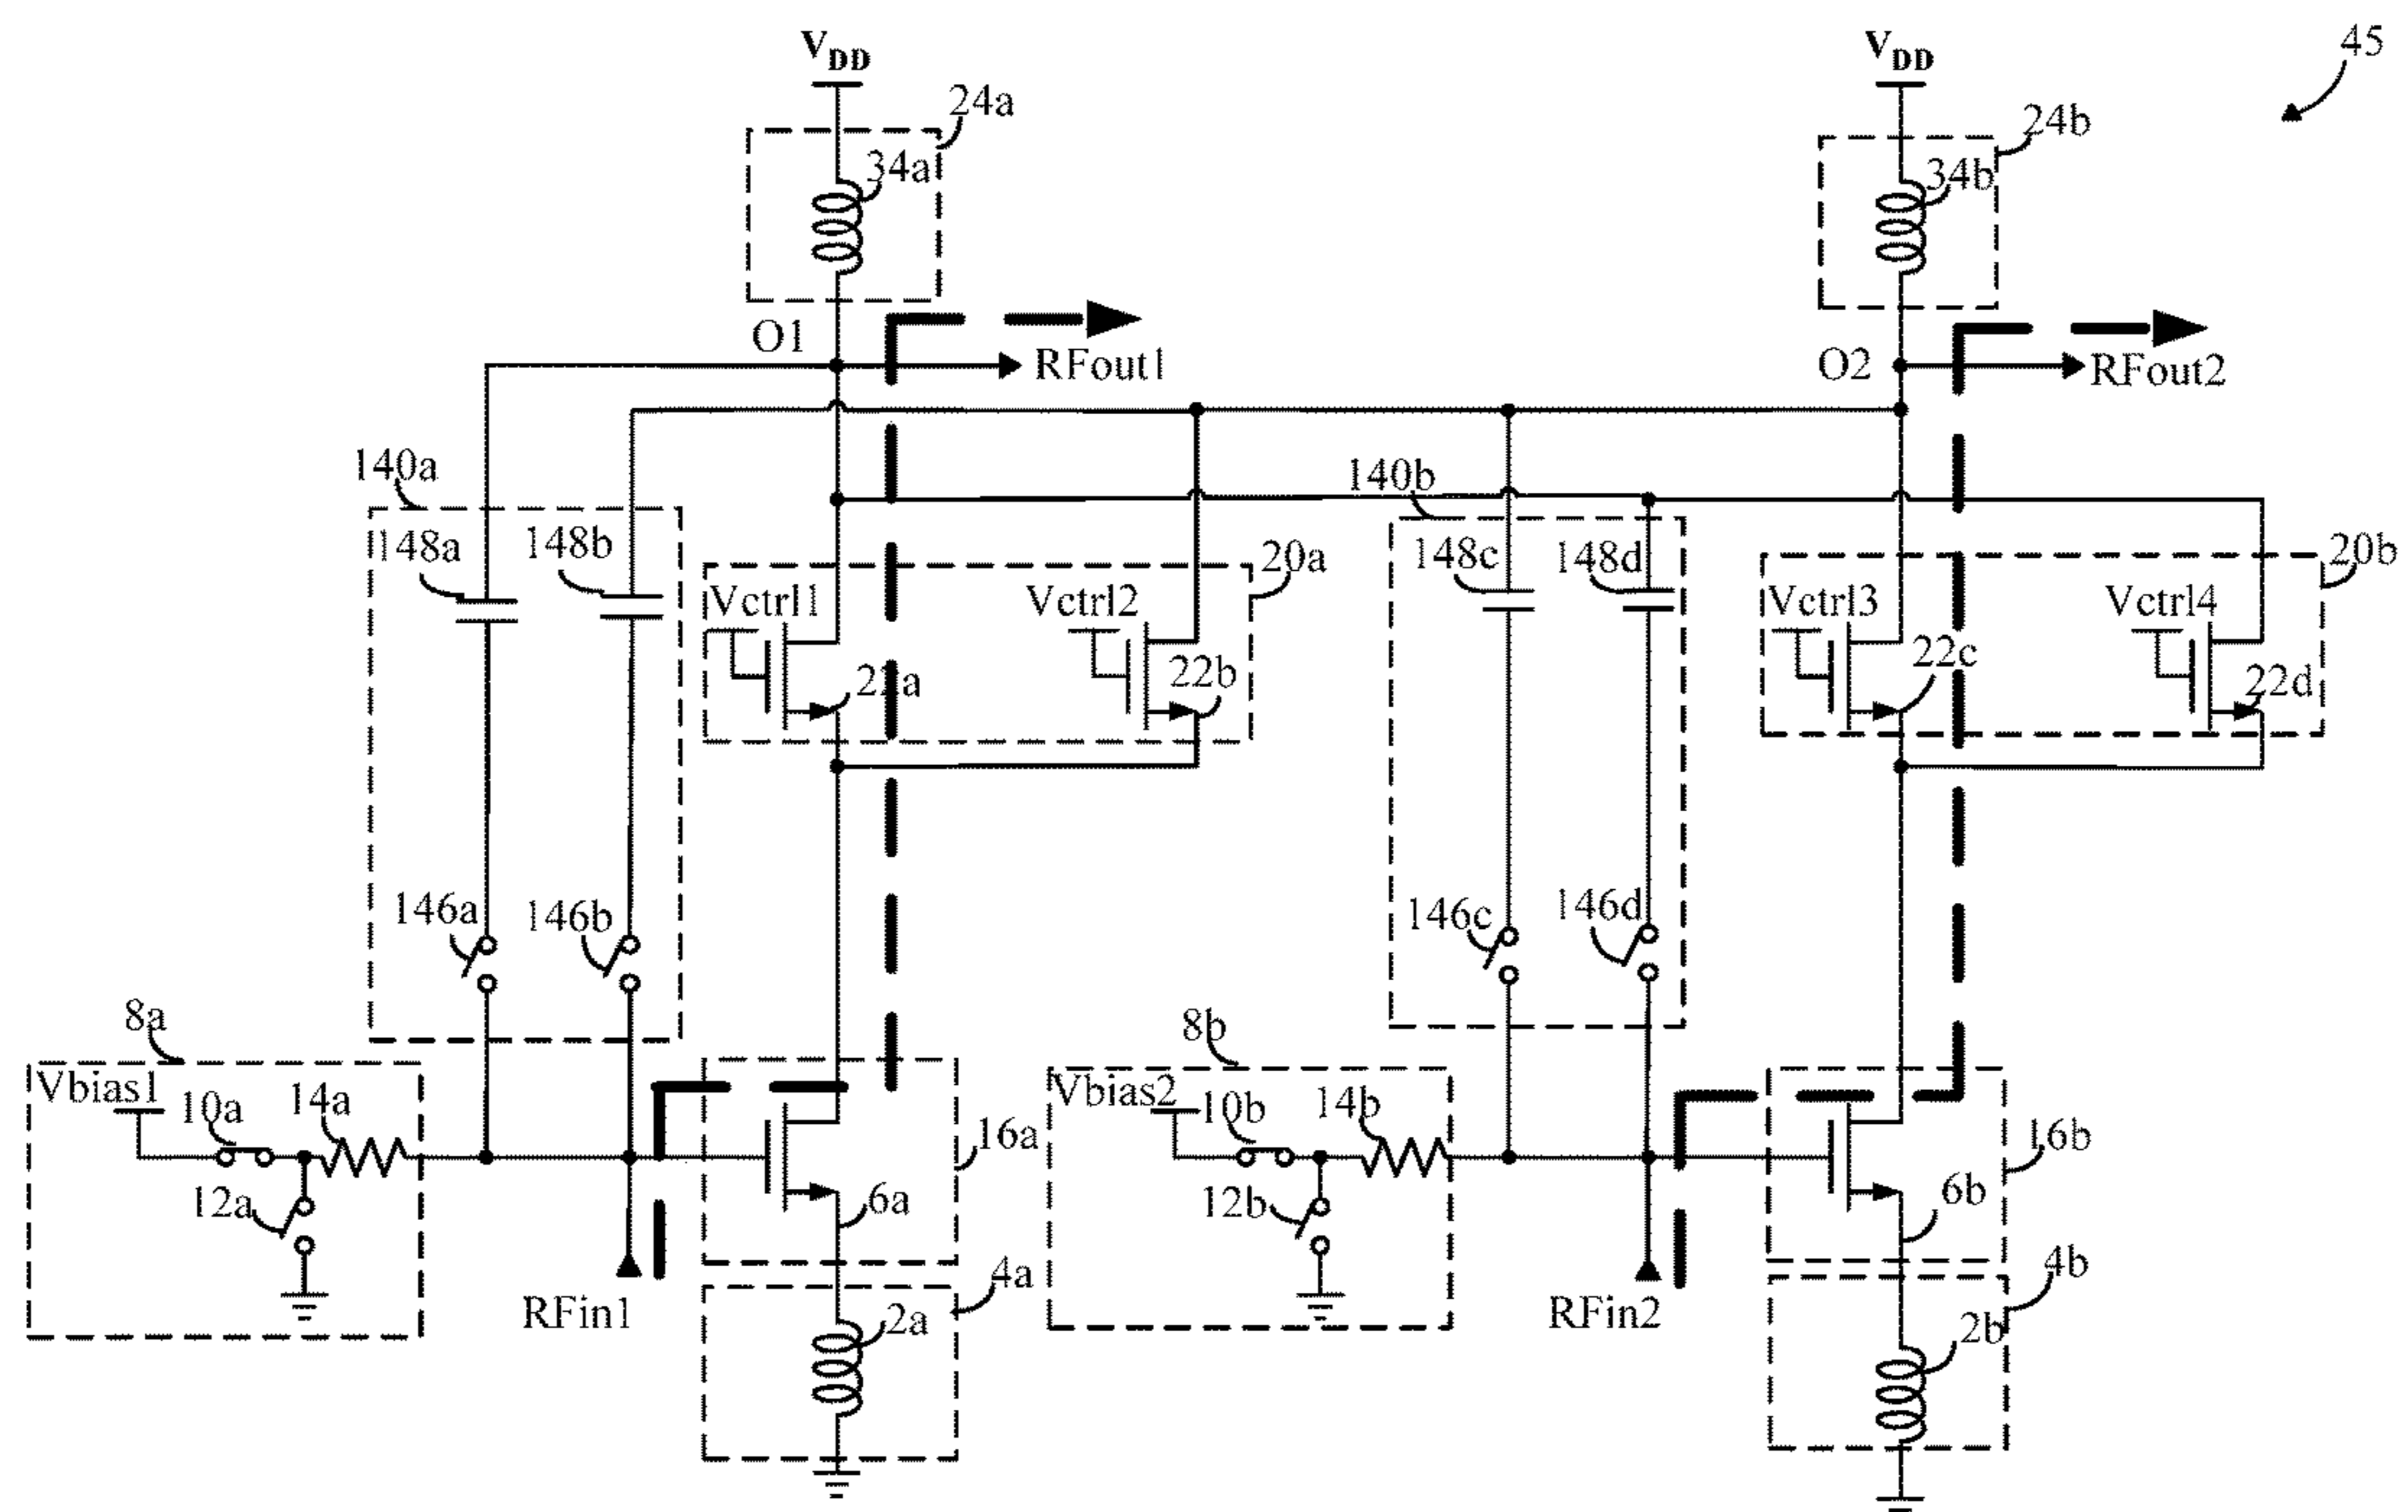 45
VDD
VDD
24a
24b
34a
34b
O1
RFout1
O2
RFout2
140a
140b
148a
148b
148c
148d
20a
20b
Vctrl1
Vctrl2
Vctrl3
Vctrl4
22a
22b
22c
22d
146a
146b
146c
146d
8a
8b
Vbias1
10a
14a
Vbias2
10b
14b
16a
16b
12a
6a
12b
6b
RFin1
4a
RFin2
4b
2a
2b